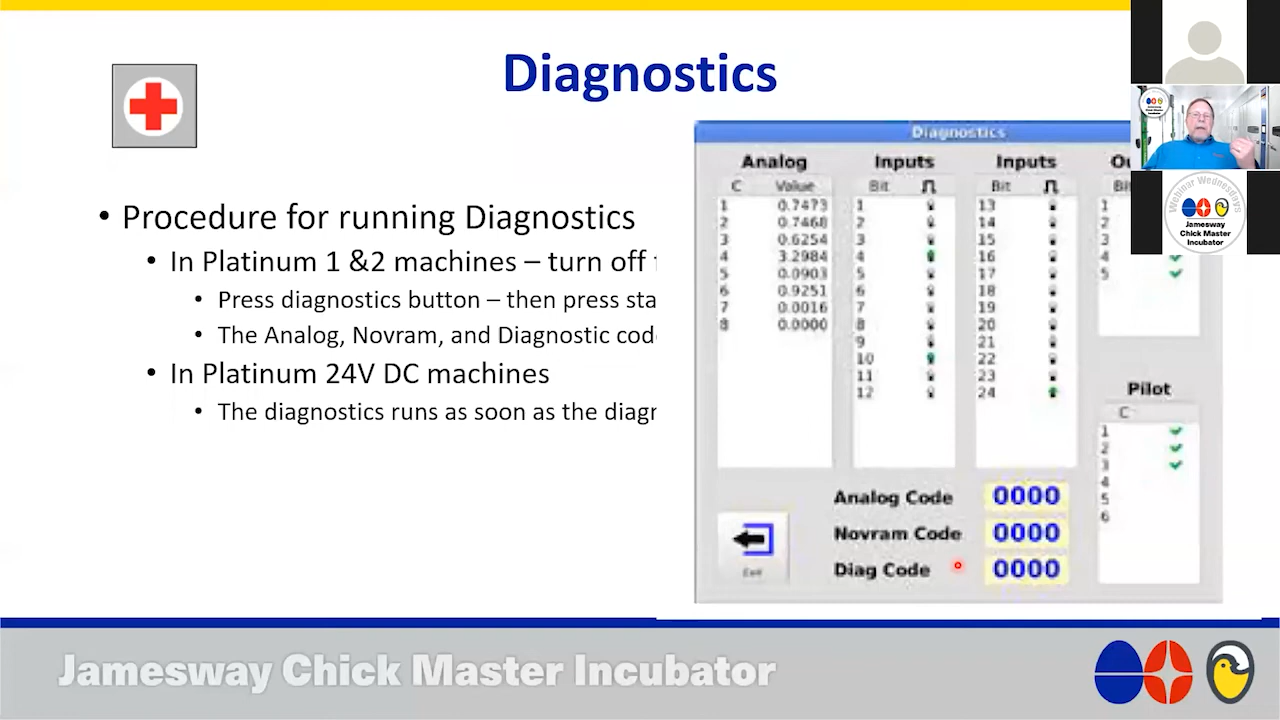 Diagnostics
• Procedure for running Diagnostics
• In Platinum 1 &2 machines – turn off
• Press diagnostics button – then press sta
• The Analog, Novram, and Diagnostic cod
• In Platinum 24V DC machines
• The diagnostics runs as soon as the diagr
Diagnostics
Analog Inputs Inputs Ou
C Value Bit Bit Bit
1 0.7473 1 13 1
2 0.7468 2 14 2
3 0.6254 3 15 3
4 3.2984 4 16 4
5 0.0903 5 17 5
6 0.9251 6 18
7 0.0016 7 19
8 0.0000 8 20
9 21
10 22
11 23
12 24
Pilot
C
1
2
3
4
5
6
Analog Code 0000
Novram Code 0000
Diag Code 0000
Exit
Webinar Wednesdays
Jamesway
Chick Master
Incubator
Jamesway Chick Master Incubator